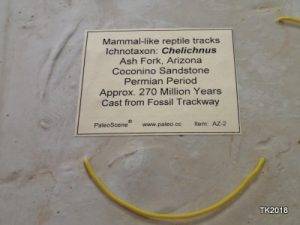 Mammal-like reptile tracks
Ichnotaxon: Chelichnus
Ash Fork, Arizona
Coconino Sandstone
Permian Period
Approx. 270 Million Years
Cast from Fossil Trackway
PaleoScene® www.paleo.cc Item: AZ-2
TK2018